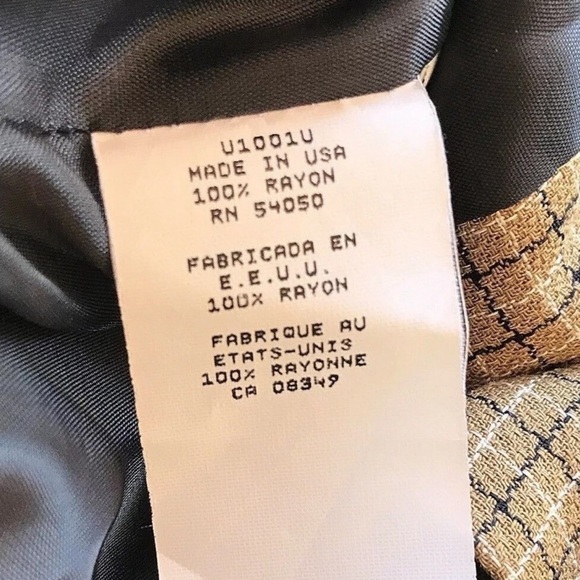 U1001U
MADE IN USA
100% RAYON
RN 54050
FABRICADA EN
E.E.U.U.
100% RAYON
FABRIQUE AU
ETATS-UNIS
100% RAYONNE
CA 08349